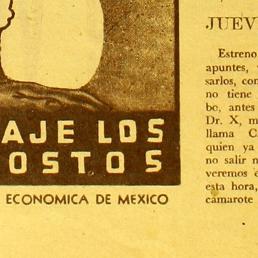 AJE LOS
OSTOS
ECONOMICA DE MEXICO
JUEV
Estreno
apuntes,
sarlos, con
no tiene
be, antes
Dr. X, m
llama C
quien ya
no salir
veremos e
esta hora,
camarote